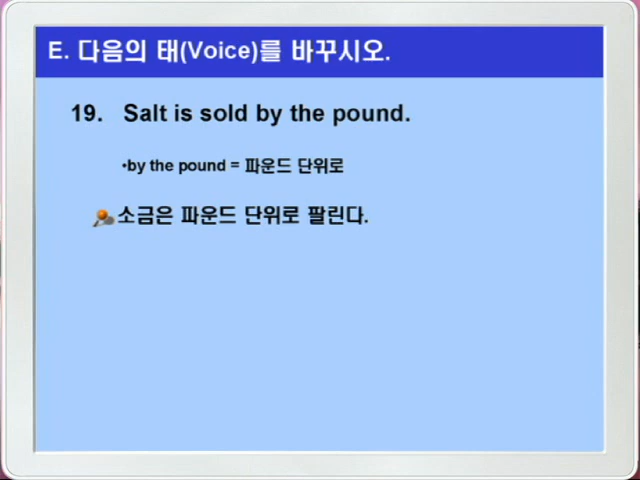 E. 다음의 태(Voice)를 바꾸시오.
19. Salt is sold by the pound.
•by the pound = 파운드 단위로
소금은 파운드 단위로 팔린다.